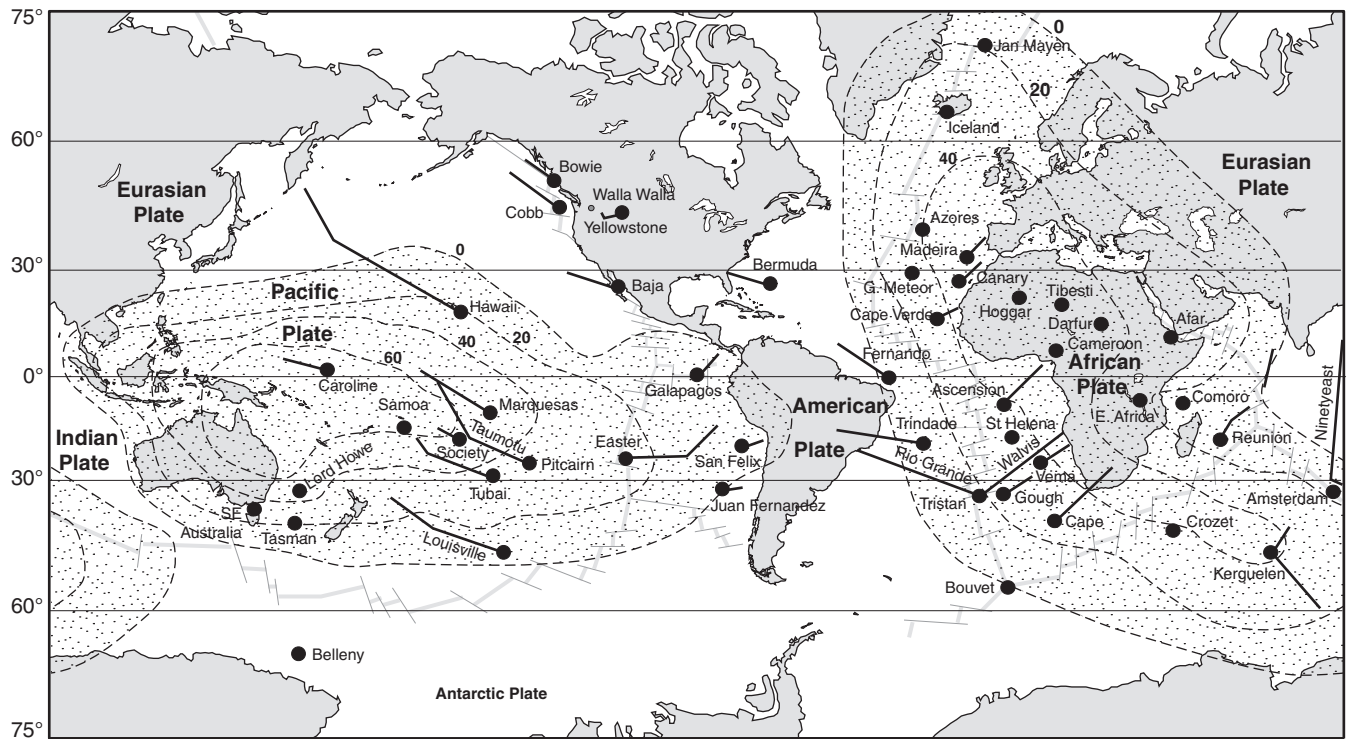 75°
0
Jan Mayen
20
Iceland
60°
40
Bowie
Eurasian
Plate
Walla Walla
Eurasian
Plate
Cobb
Yellowstone
Azores
Madeira
0
30°
Bermuda
Pacific
Baja
G. Meteor
Canary
Hoggar
Tibesti
Hawaii
Cape Verde
Darfur
Afar
Plate
40
20
Cameroon
60
Fernando
African
Plate
0°
Caroline
Galapagos
Ascension
E. Africa
Comoro
Samoa
Marquesas
American
Plate
Trindade
St Helena
Ninetyeast
Indian
Plate
Lord Howe
Society
Taumotu
Pitcairn
Easter
San Felix
Rio Grande
Walvis
Reunion
Vema
30°
Tubai
Juan Fernandez
Tristan
Gough
Amsterdam
SE
Australia
Tasman
Louisville
Cape
Crozet
Kerguelen
Bouvet
60°
Belleny
Antarctic Plate
75°